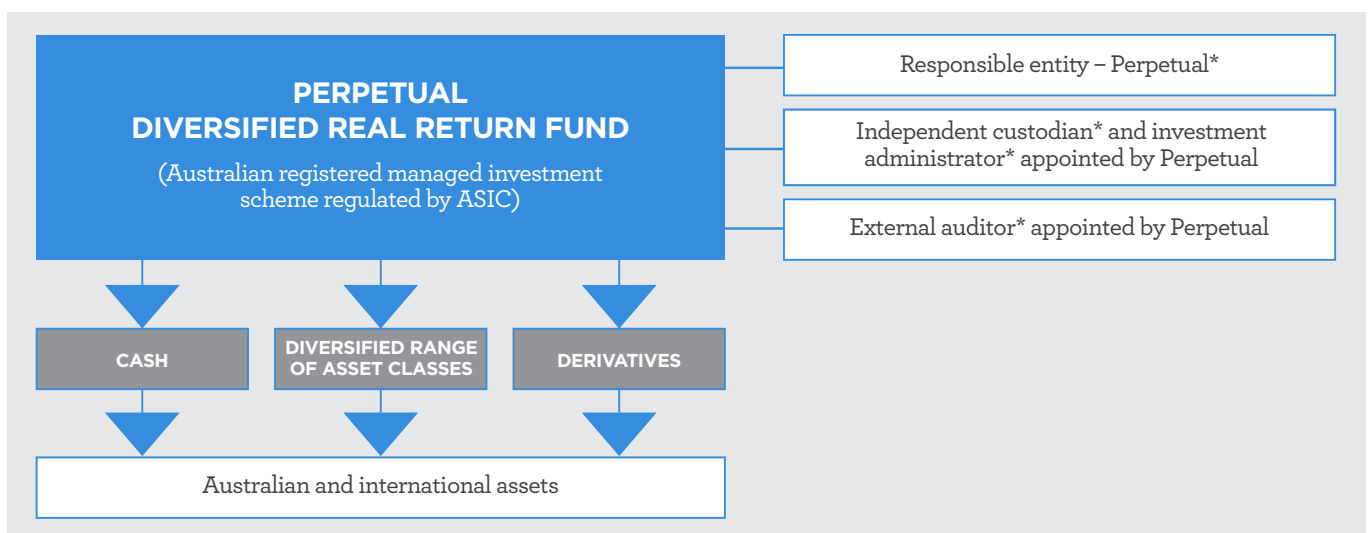 PERPETUAL
DIVERSIFIED REAL RETURN FUND
(Australian registered managed investment
scheme regulated by ASIC)
Responsible entity – Perpetual*
Independent custodian* and investment
administrator* appointed by Perpetual
External auditor* appointed by Perpetual
CASH
DIVERSIFIED RANGE
OF ASSET CLASSES
DERIVATIVES
Australian and international assets